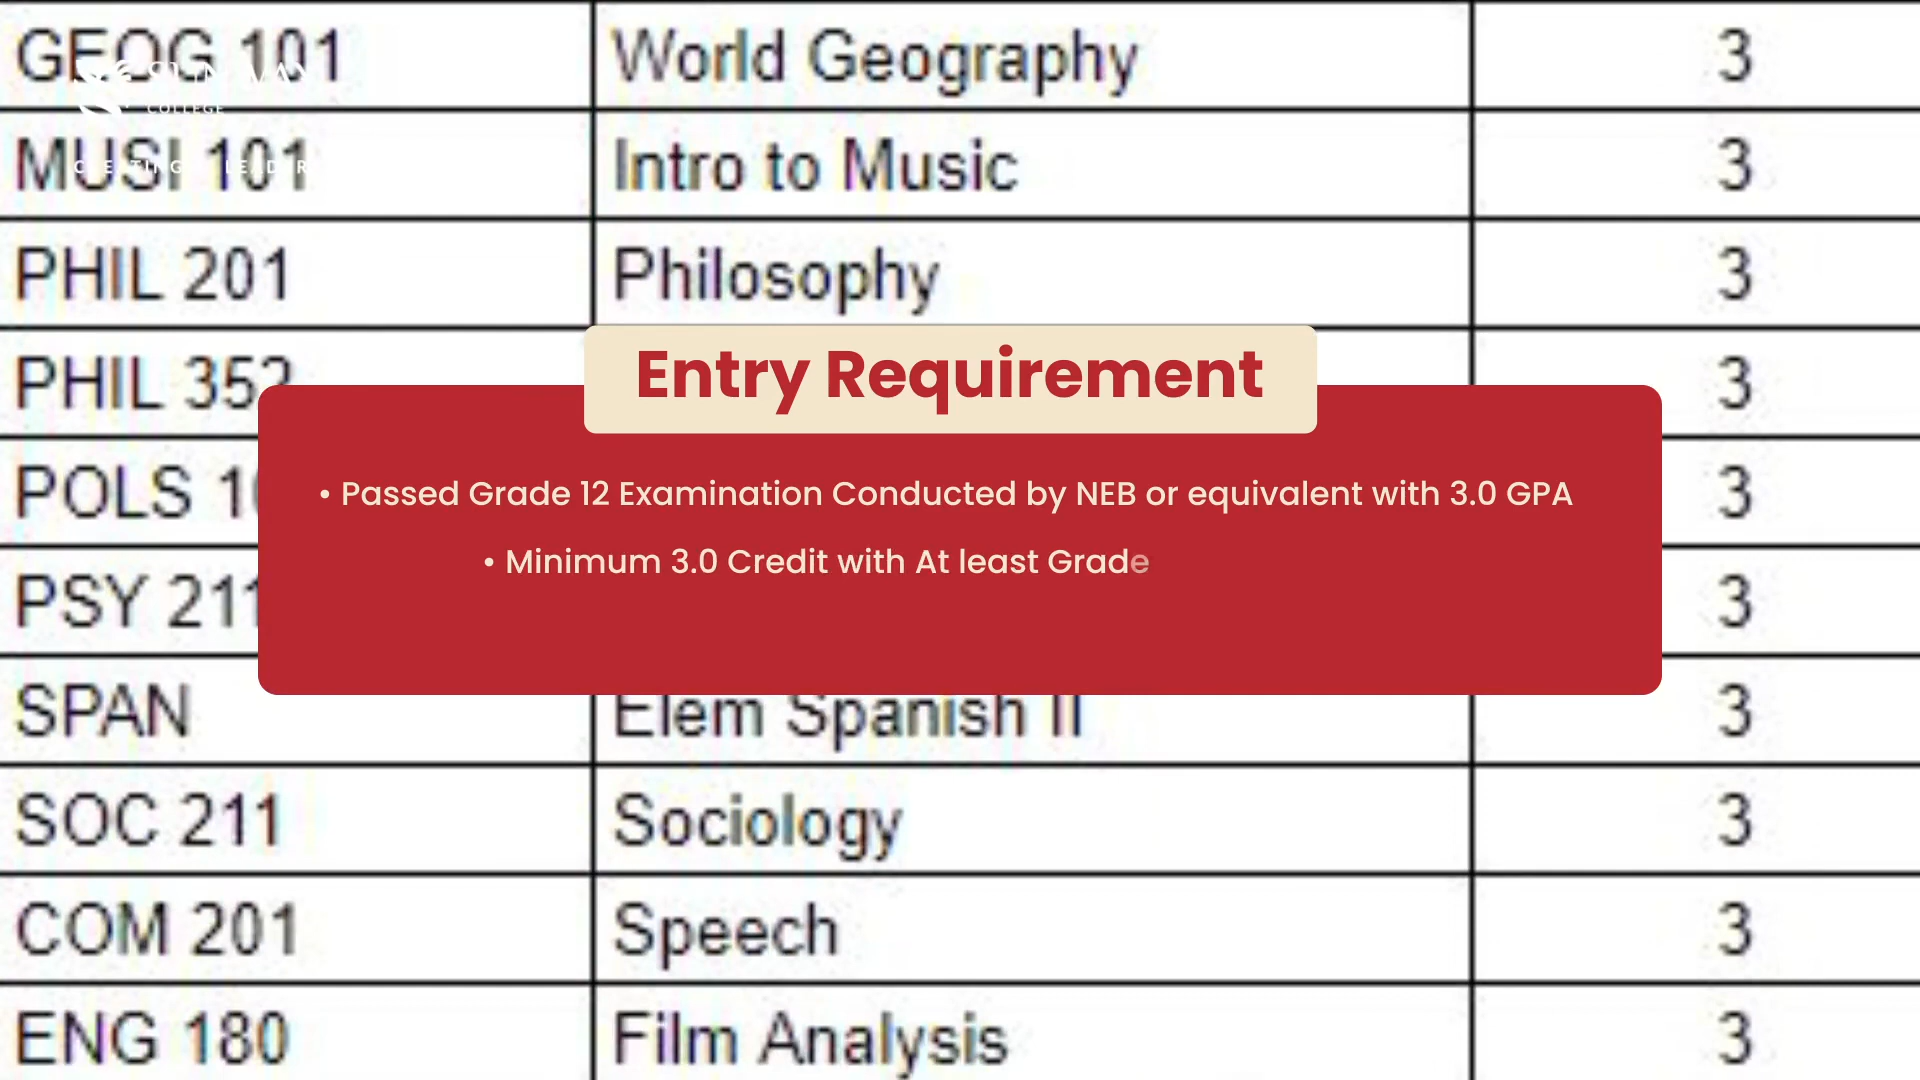 GEOG 101 World Geography 3
COLLEGE
MUSI 101 Intro to Music 3
PHIL 201 Philosophy 3
PHIL 352 3
Entry Requirement
POLS 3
• Passed Grade 12 Examination Conducted by NEB or equivalent with 3.0 GPA
• Minimum 3.0 Credit with At least Grade
PSY 211 3
SPAN Elem Spanish II 3
SOC 211 Sociology 3
COM 201 Speech 3
ENG 180 Film Analysis 3